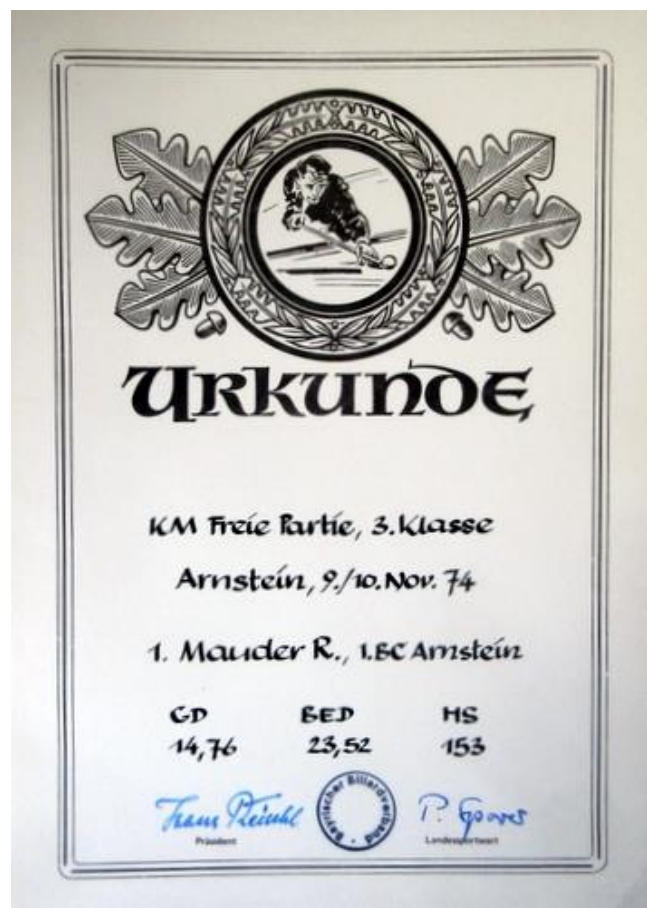 Urkunde
KM Freie Partie, 3. Klasse
Arnstein, 9./10. Nov. 74
1. Mauder R., 1. BC Arnstein
GD BED HS
14,76 23,52 153
Bayrischer Billardverband
Präsident Landessportwart